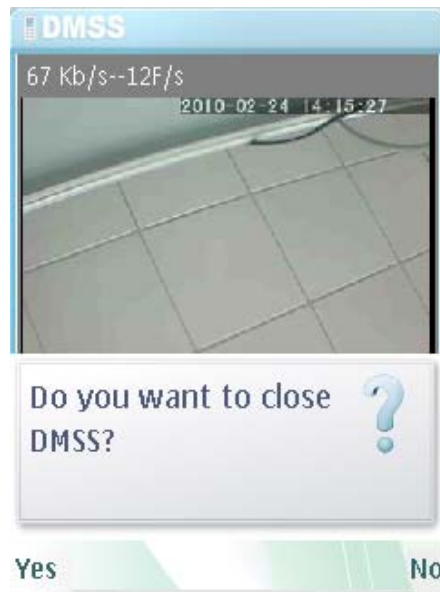 DMSS
67 Kb/s--12F/s
2010-02-24 14:15:27
Do you want to close
DMSS?
Yes
No